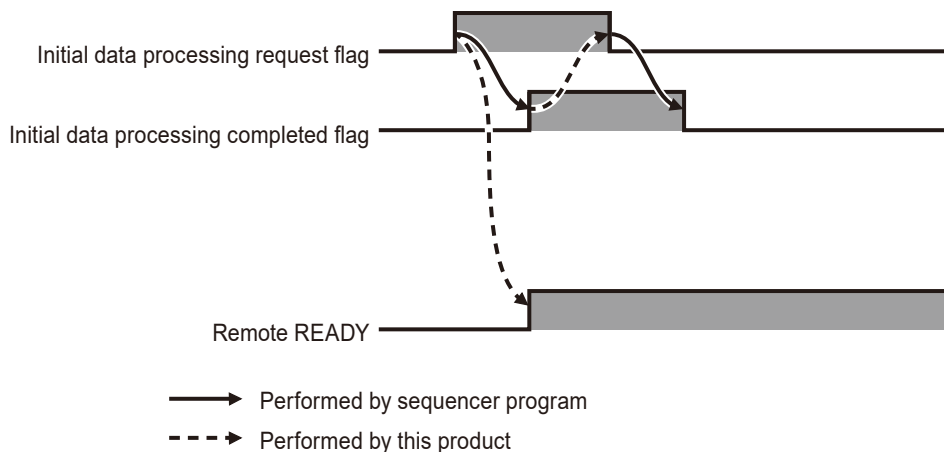 Initial data processing request flag
Initial data processing completed flag
Remote READY
Performed by sequencer program
Performed by this product